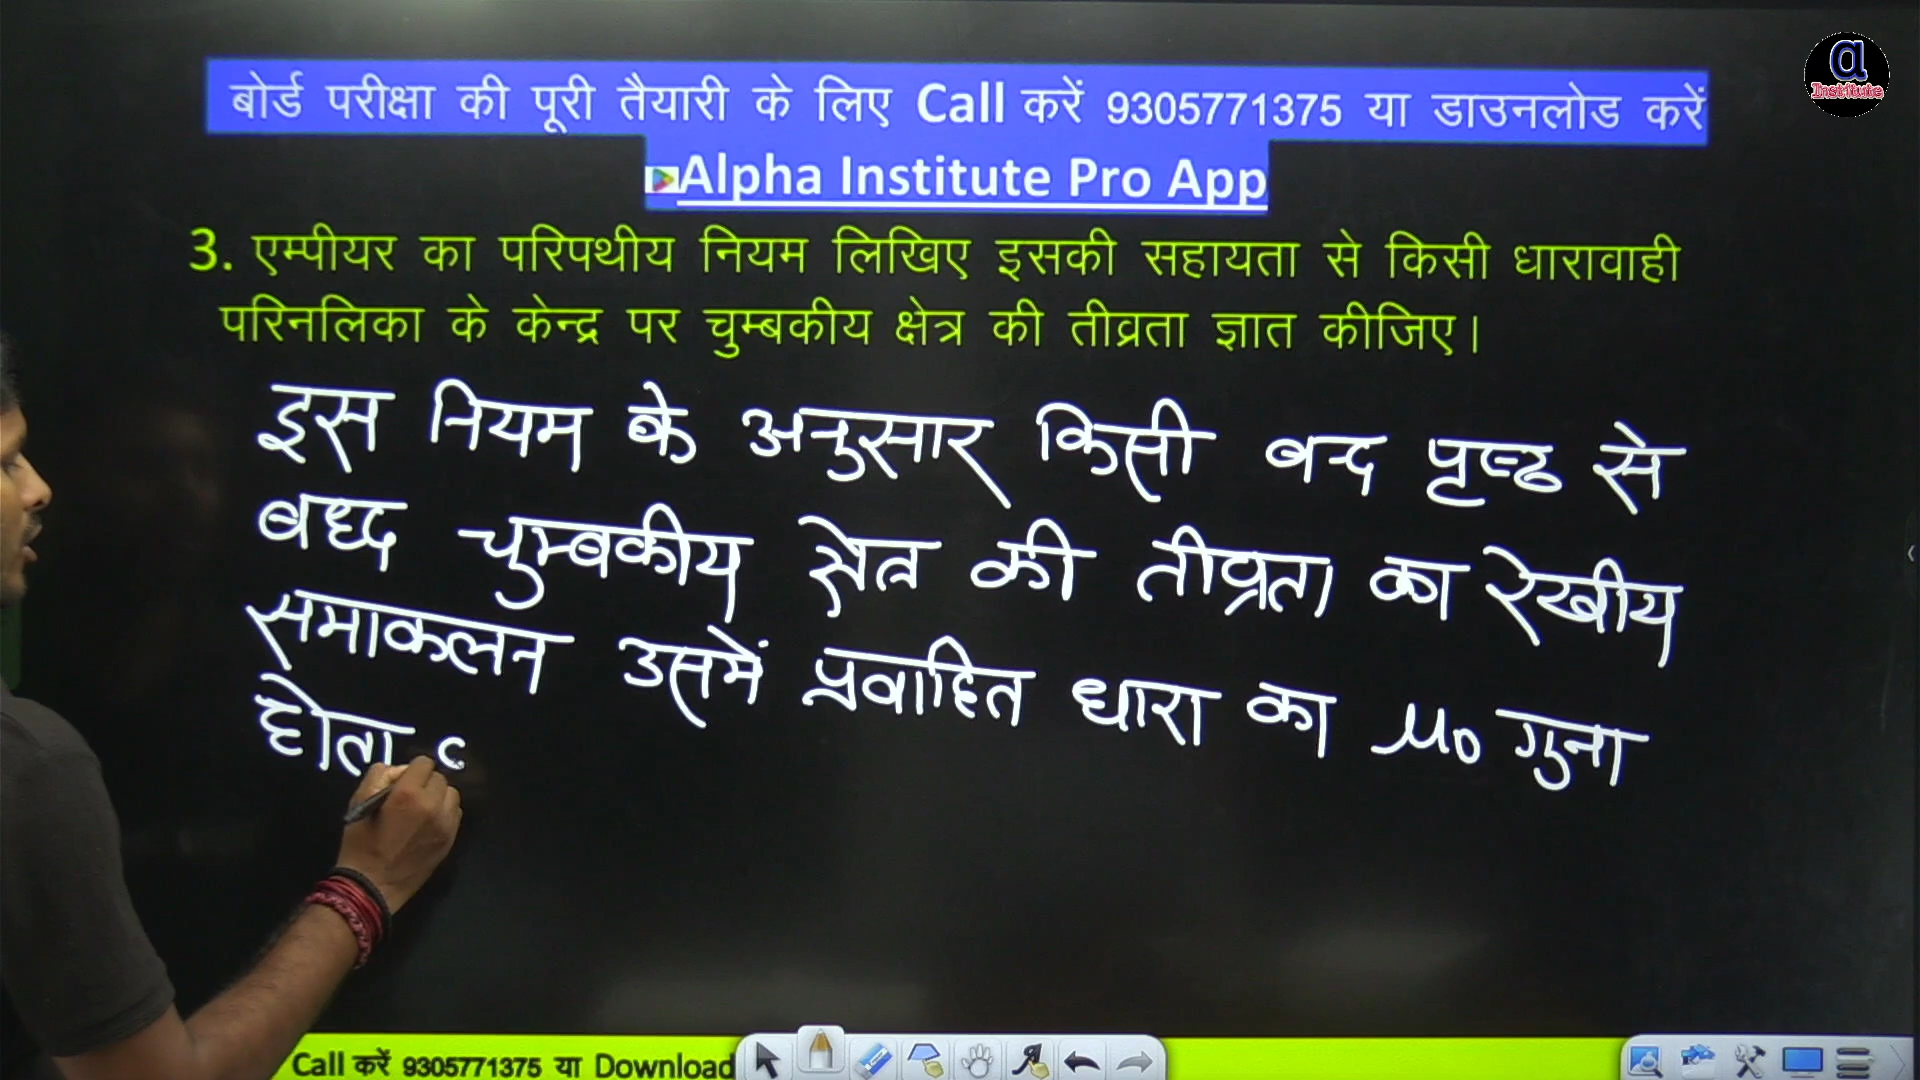 बोर्ड परीक्षा की पूरी तैयारी के लिए Call करें 9305771375 या डाउनलोड करें
Alpha Institute Pro App
a
Institute
3. एम्पीयर का परिपथीय नियम लिखिए इसकी सहायता से किसी धारावाही
परिनलिका के केन्द्र पर चुम्बकीय क्षेत्र की तीव्रता ज्ञात कीजिए।
इस नियम के अनुसार किसी बन्द पृष्ठ से
बध्द चुम्बकीय क्षेत्र की तीव्रता का रेखीय
समाकलन उसमें प्रवाहित धारा का μ₀ गुना
होता
Call करें 9305771375 या Download